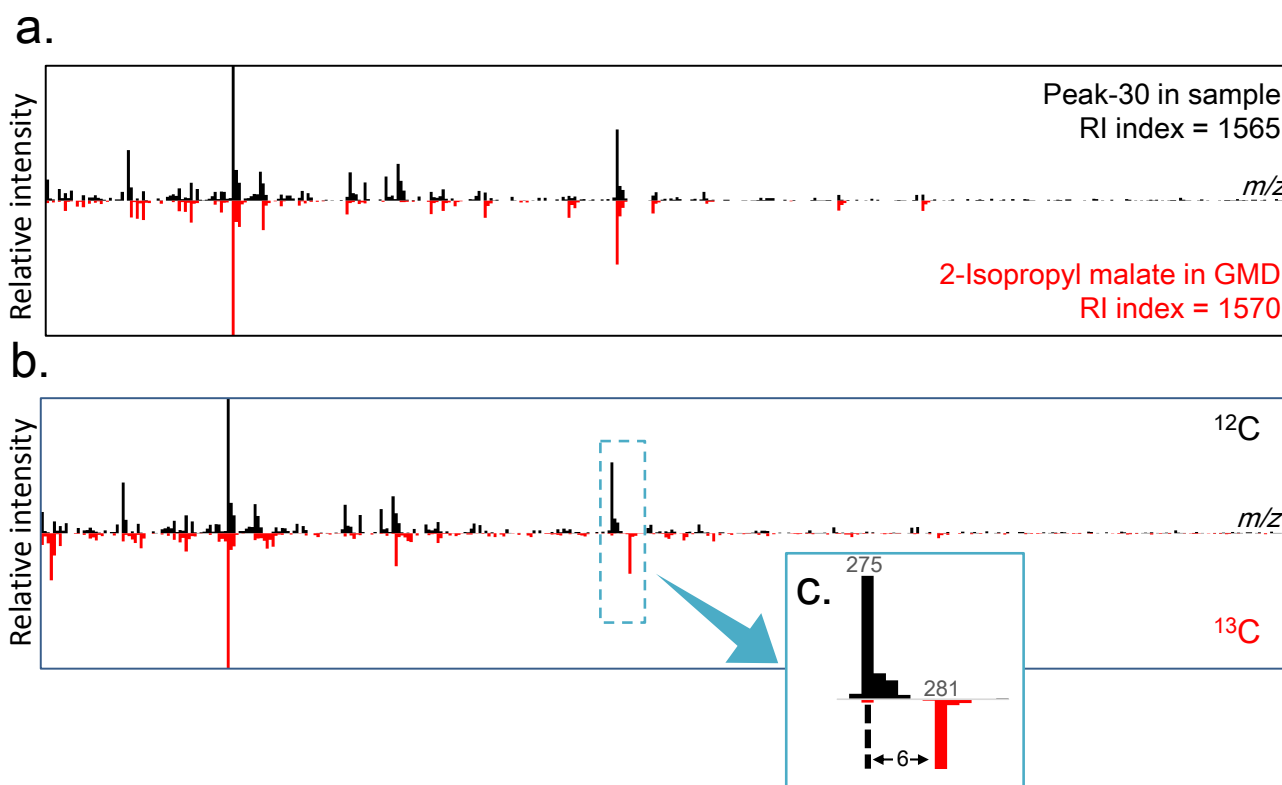 a.
Relative intensity
Peak-30 in sample
RI index = 1565
m/z
2-Isopropyl malate in GMD
RI index = 1570
b.
Relative intensity
¹²C
m/z
¹³C
c.
275
281
6